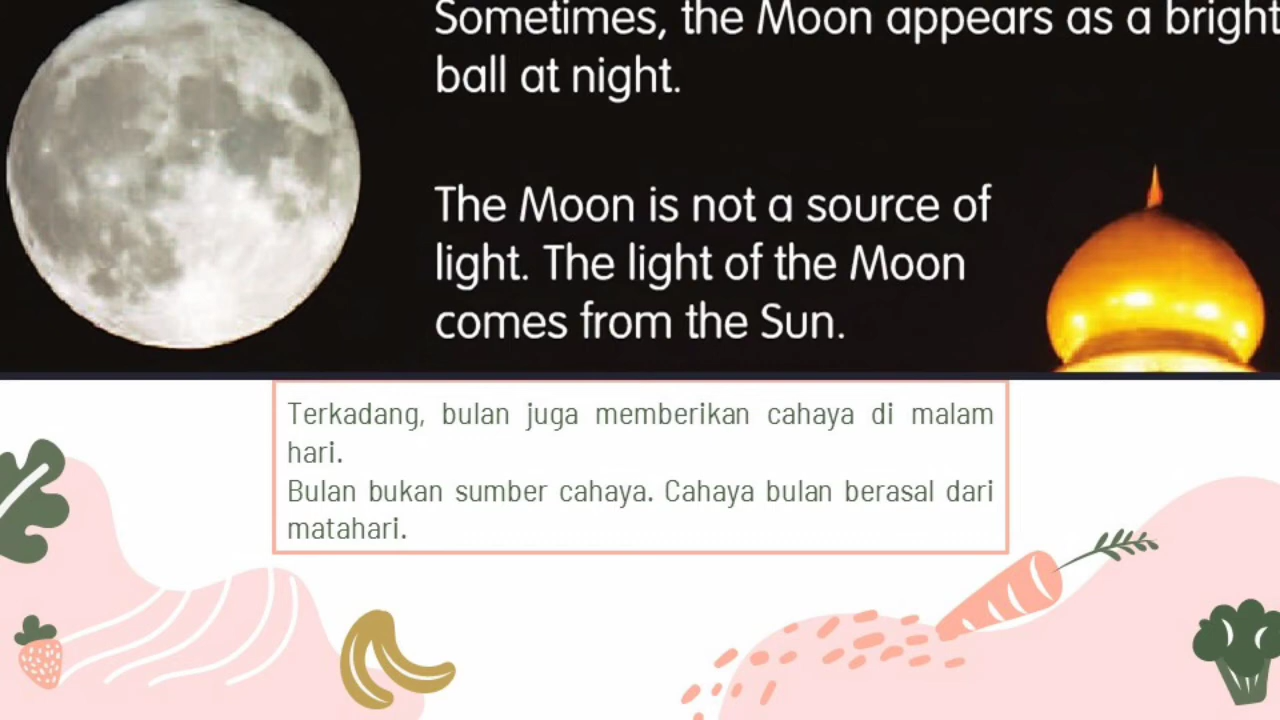 Sometimes, the Moon appears as a bright
ball at night.
The Moon is not a source of
light. The light of the Moon
comes from the Sun.
Terkadang, bulan juga memberikan cahaya di malam
hari.
Bulan bukan sumber cahaya. Cahaya bulan berasal dari
matahari.